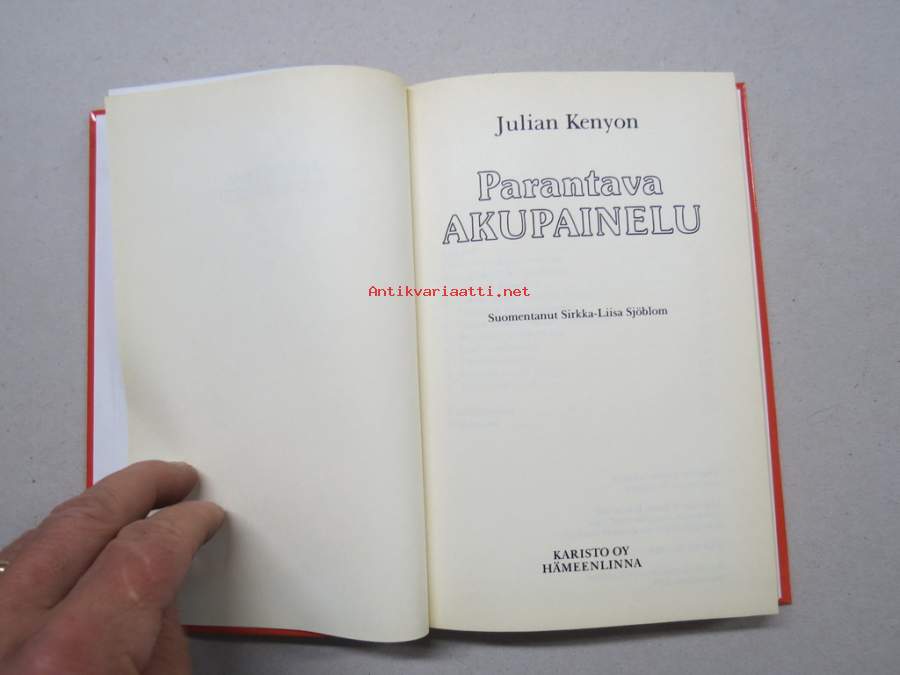 Julian Kenyon
Parantava
AKUPAINELU
Antikvariaatti.net
Suomentanut Sirkka-Liisa Sjöblom
KARISTO OY
HÄMEENLINNA